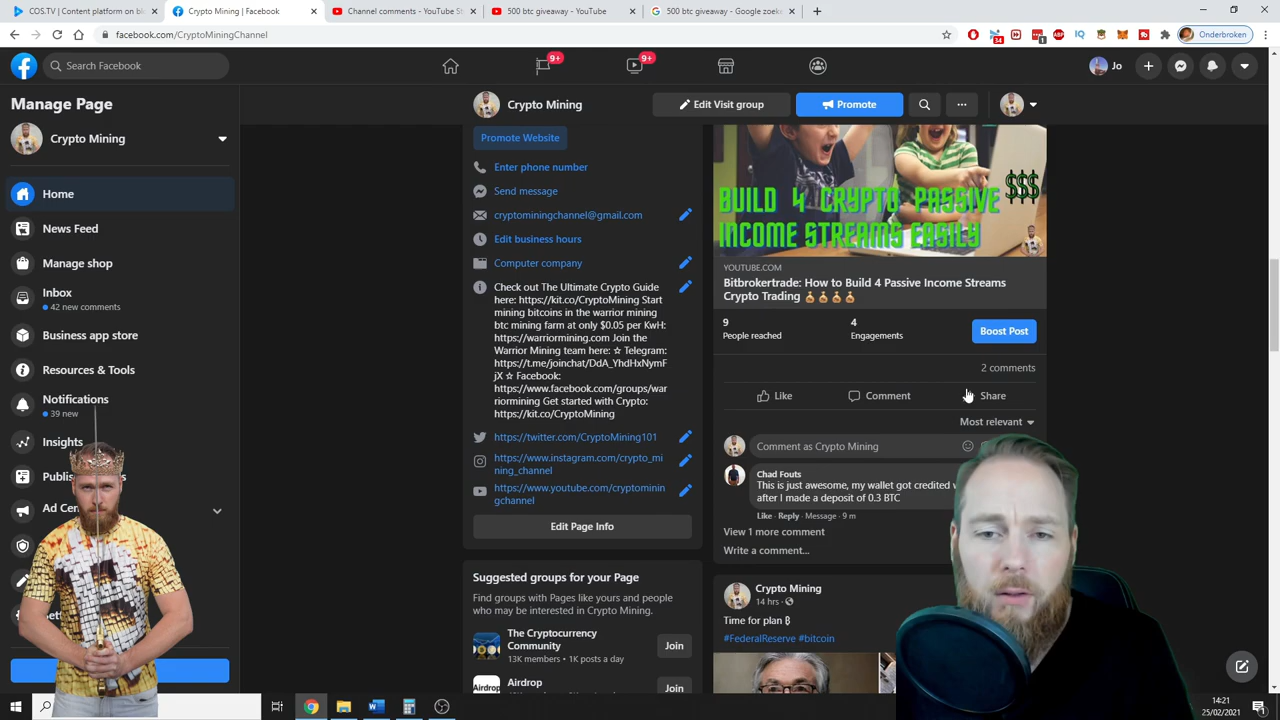 COS.TV | Content platform on bl
Crypto Mining | Facebook
Channel comments - YouTube St
500 btc giveaway - YouTube
500 btc giveaway - Google zoeke
facebook.com/CryptoMiningChannel
34
1
ABP
IQ
Onderbroken
Search Facebook
9+
9+
Jo
Manage Page
Crypto Mining
Home
News Feed
Manage shop
Inbox
42 new comments
Business app store
Resources & Tools
Notifications
39 new
Insights
Publi
Ad Cen
Crypto Mining
Edit Visit group
Promote
Promote Website
Enter phone number
Send message
cryptominingchannel@gmail.com
Edit business hours
Computer company
Check out The Ultimate Crypto Guide
here: https://kit.co/CryptoMining Start
mining bitcoins in the warrior mining
btc mining farm at only $0.05 per KwH:
https://warriormining.com Join the
Warrior Mining team here: ☆ Telegram:
https://t.me/joinchat/DdA_YhdHxNymF
jX ☆ Facebook:
https://www.facebook.com/groups/war
riormining Get started with Crypto:
https://kit.co/CryptoMining
https://twitter.com/CryptoMining101
https://www.instagram.com/crypto_mi
ning_channel
https://www.youtube.com/cryptominin
gchannel
Edit Page Info
Suggested groups for your Page
Find groups with Pages like yours and people
who may be interested in Crypto Mining.
The Cryptocurrency
Community
13K members • 1K posts a day
Join
Airdrop
Airdrop
Join
BUILD 4 CRYPTO PASSIVE $$$
INCOME STREAMS EASILY
YOUTUBE.COM
Bitbrokertrade: How to Build 4 Passive Income Streams
Crypto Trading 💰💰💰💰
9
People reached
4
Engagements
Boost Post
2 comments
Like
Comment
Share
Most relevant
Comment as Crypto Mining
Chad Fouts
This is just awesome, my wallet got credited
after I made a deposit of 0.3 BTC
Like · Reply · Message · 9 m
View 1 more comment
Write a comment...
Crypto Mining
14 hrs ·
Time for plan ₿
#FederalReserve #bitcoin
14:21
25/02/2021
1